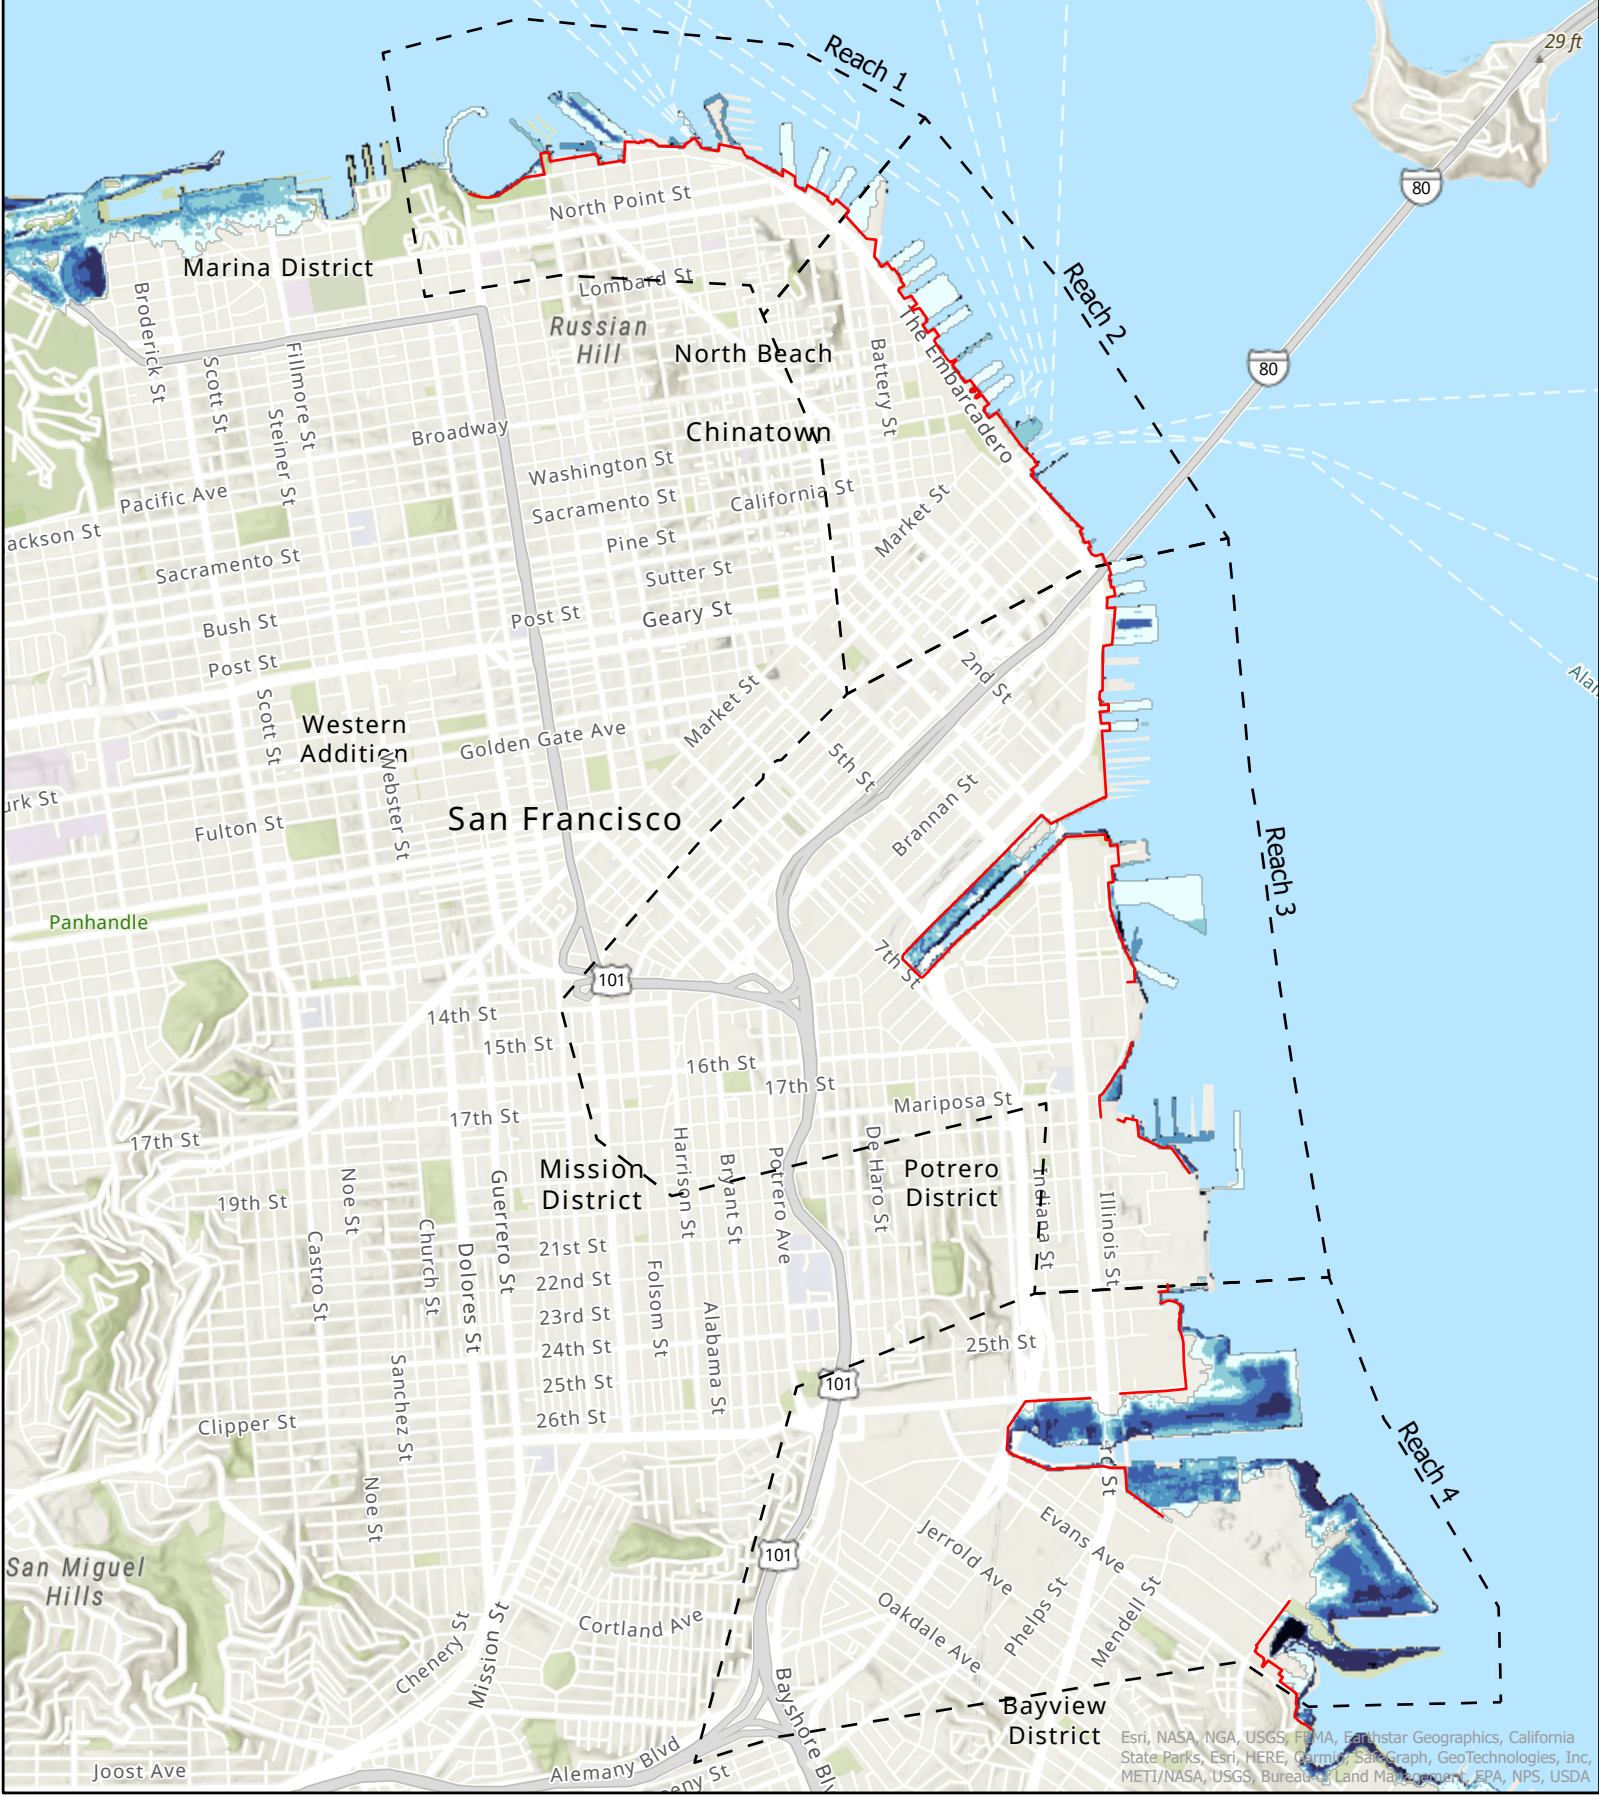 Reach 1
29 ft
80
North Point St
Marina District
Lombard St
Reach 2
Broderick St
Russian
Hill
North Beach
The Embarcadero
Battery St
80
Scott St
Fillmore St
Steiner St
Broadway
Chinatown
Washington St
Pacific Ave
California St
Sacramento St
Market St
ackson St
Pine St
Sacramento St
Sutter St
Geary St
Post St
Bush St
Post St
2nd St
Alam
Scott St
Market St
Western
Addition
Golden Gate Ave
5th St
Webster St
urk St
Brannan St
San Francisco
Fulton St
Reach 3
Panhandle
7th St
101
14th St
15th St
16th St
17th St
Mariposa St
17th St
17th St
Harrison St
Bryant St
Potrero Ave
De Haro St
Mission
District
Potrero
District
Indiana St
Illinois St
Noe St
Guerrero St
19th St
Castro St
Church St
Dolores St
21st St
22nd St
23rd St
24th St
25th St
26th St
Folsom St
Alabama St
25th St
101
Sanchez St
Clipper St
Noe St
rd St
Reach 4
Evans Ave
Jerrold Ave
101
San Miguel
Hills
Phelps St
Mendell St
Oakdale Ave
Cortland Ave
Chenery St
Mission St
Bayshore Blv
Bayview
District
Alemany Blvd
Joost Ave
eny St
Esri, NASA, NGA, USGS, FEMA, Earthstar Geographics, California
State Parks, Esri, HERE, Garmin, SafeGraph, GeoTechnologies, Inc,
METI/NASA, USGS, Bureau of Land Management, EPA, NPS, USDA